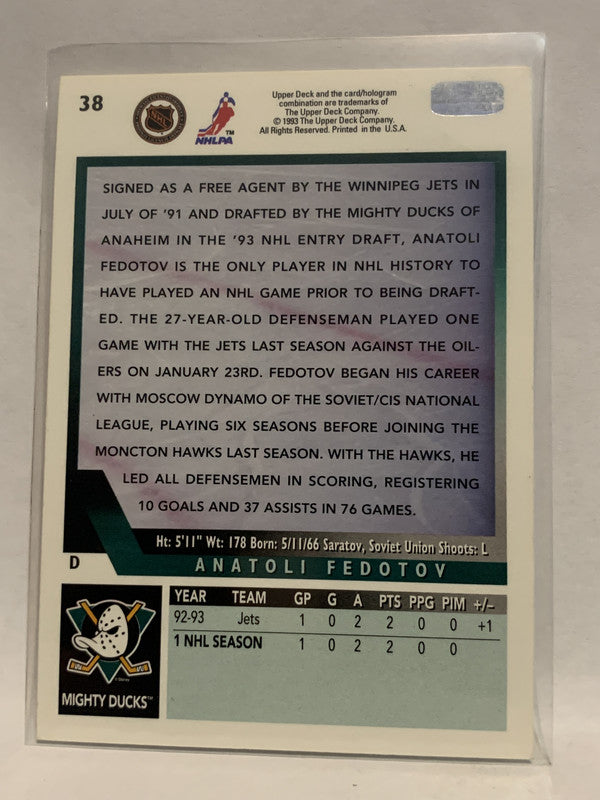 38
NHL
NHLPA™
Upper Deck and the card/hologram
combination are trademarks of
The Upper Deck Company.
© 1993 The Upper Deck Company.
All Rights Reserved. Printed in the U.S.A.
SIGNED AS A FREE AGENT BY THE WINNIPEG JETS IN
JULY OF '91 AND DRAFTED BY THE MIGHTY DUCKS OF
ANAHEIM IN THE '93 NHL ENTRY DRAFT, ANATOLI
FEDOTOV IS THE ONLY PLAYER IN NHL HISTORY TO
HAVE PLAYED AN NHL GAME PRIOR TO BEING DRAFT-
ED. THE 27-YEAR-OLD DEFENSEMAN PLAYED ONE
GAME WITH THE JETS LAST SEASON AGAINST THE OIL-
ERS ON JANUARY 23RD. FEDOTOV BEGAN HIS CAREER
WITH MOSCOW DYNAMO OF THE SOVIET/CIS NATIONAL
LEAGUE, PLAYING SIX SEASONS BEFORE JOINING THE
MONCTON HAWKS LAST SEASON. WITH THE HAWKS, HE
LED ALL DEFENSEMEN IN SCORING, REGISTERING
10 GOALS AND 37 ASSISTS IN 76 GAMES.
Ht: 5'11" Wt: 178 Born: 5/11/66 Saratov, Soviet Union Shoots: L
D ANATOLI FEDOTOV
YEAR TEAM GP G A PTS PPG PIM +/–
92-93 Jets 1 0 2 2 0 0 +1
1 NHL SEASON 1 0 2 2 0 0
© Disney
MIGHTY DUCKS™